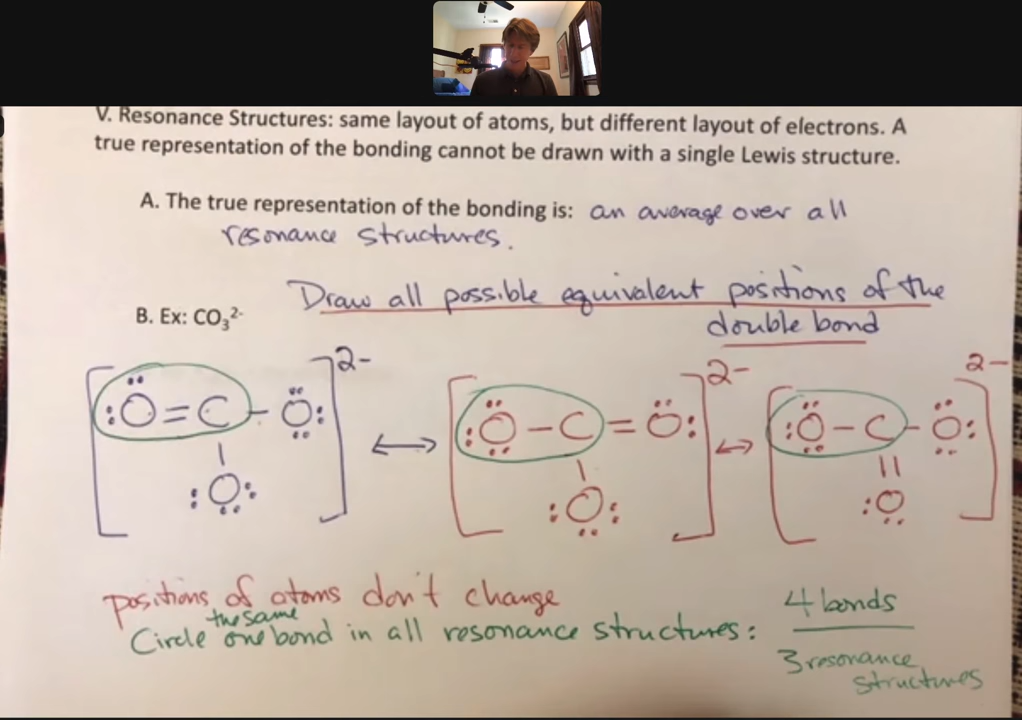 V. Resonance Structures: same layout of atoms, but different layout of electrons. A
true representation of the bonding cannot be drawn with a single Lewis structure.
A. The true representation of the bonding is: an average over all
resonance structures.
Draw all possible equivalent positions of the
B. Ex: CO₃²⁻
double bond
2-
2-
2-
:Ö=C-Ö:
:Ö-C=Ö:
:Ö-C-Ö:
:O:
:O:
:O
positions of atoms don't change
4 bonds
the same
Circle one bond in all resonance structures:
3 resonance
structures